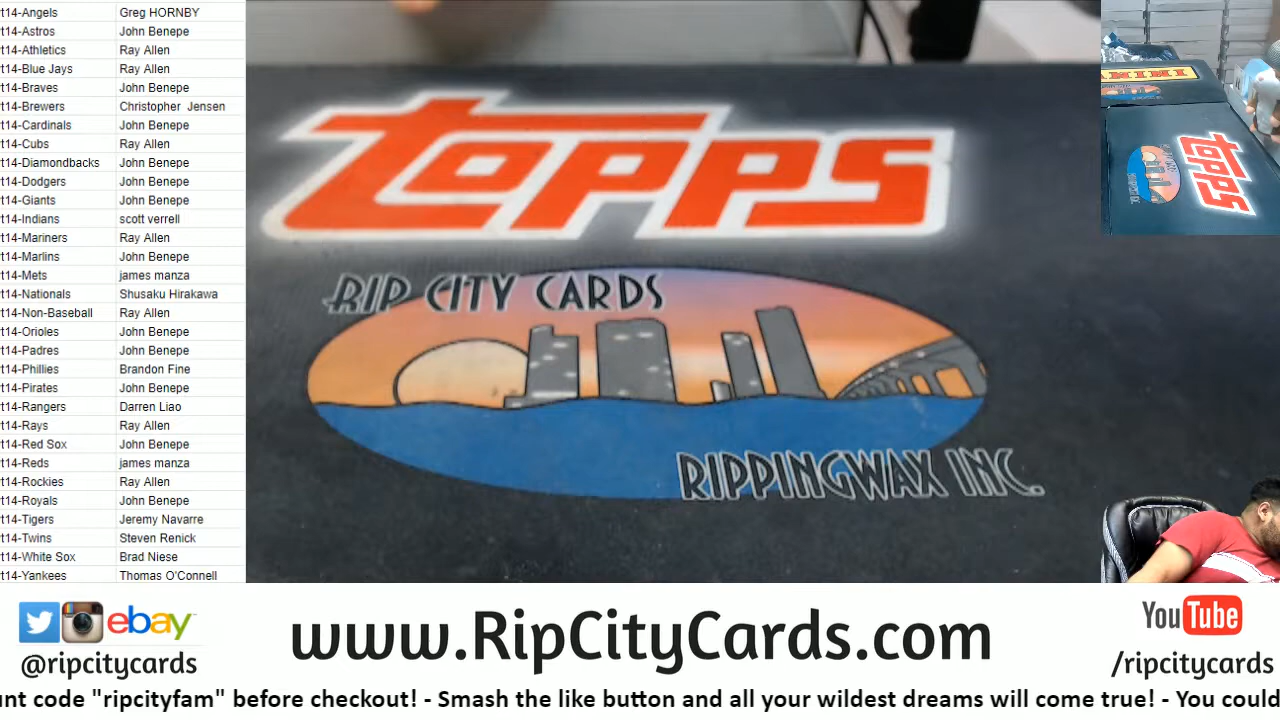 t14-Angels Greg HORNBY
t14-Astros John Benepe
t14-Athletics Ray Allen
t14-Blue Jays Ray Allen
t14-Braves John Benepe
t14-Brewers Christopher Jensen
t14-Cardinals John Benepe
t14-Cubs Ray Allen
t14-Diamondbacks John Benepe
t14-Dodgers John Benepe
t14-Giants John Benepe
t14-Indians scott verrell
t14-Mariners Ray Allen
t14-Marlins John Benepe
t14-Mets james manza
t14-Nationals Shusaku Hirakawa
t14-Non-Baseball Ray Allen
t14-Orioles John Benepe
t14-Padres John Benepe
t14-Phillies Brandon Fine
t14-Pirates John Benepe
t14-Rangers Darren Liao
t14-Rays Ray Allen
t14-Red Sox John Benepe
t14-Reds james manza
t14-Rockies Ray Allen
t14-Royals John Benepe
t14-Tigers Jeremy Navarre
t14-Twins Steven Renick
t14-White Sox Brad Niese
t14-Yankees Thomas O'Connell
topps
RIP CITY CARDS
RIPPINGWAX INC.
topps
ebay
@ripcitycards
www.RipCityCards.com
YouTube
/ripcitycards
unt code "ripcityfam" before checkout! - Smash the like button and all your wildest dreams will come true! - You could